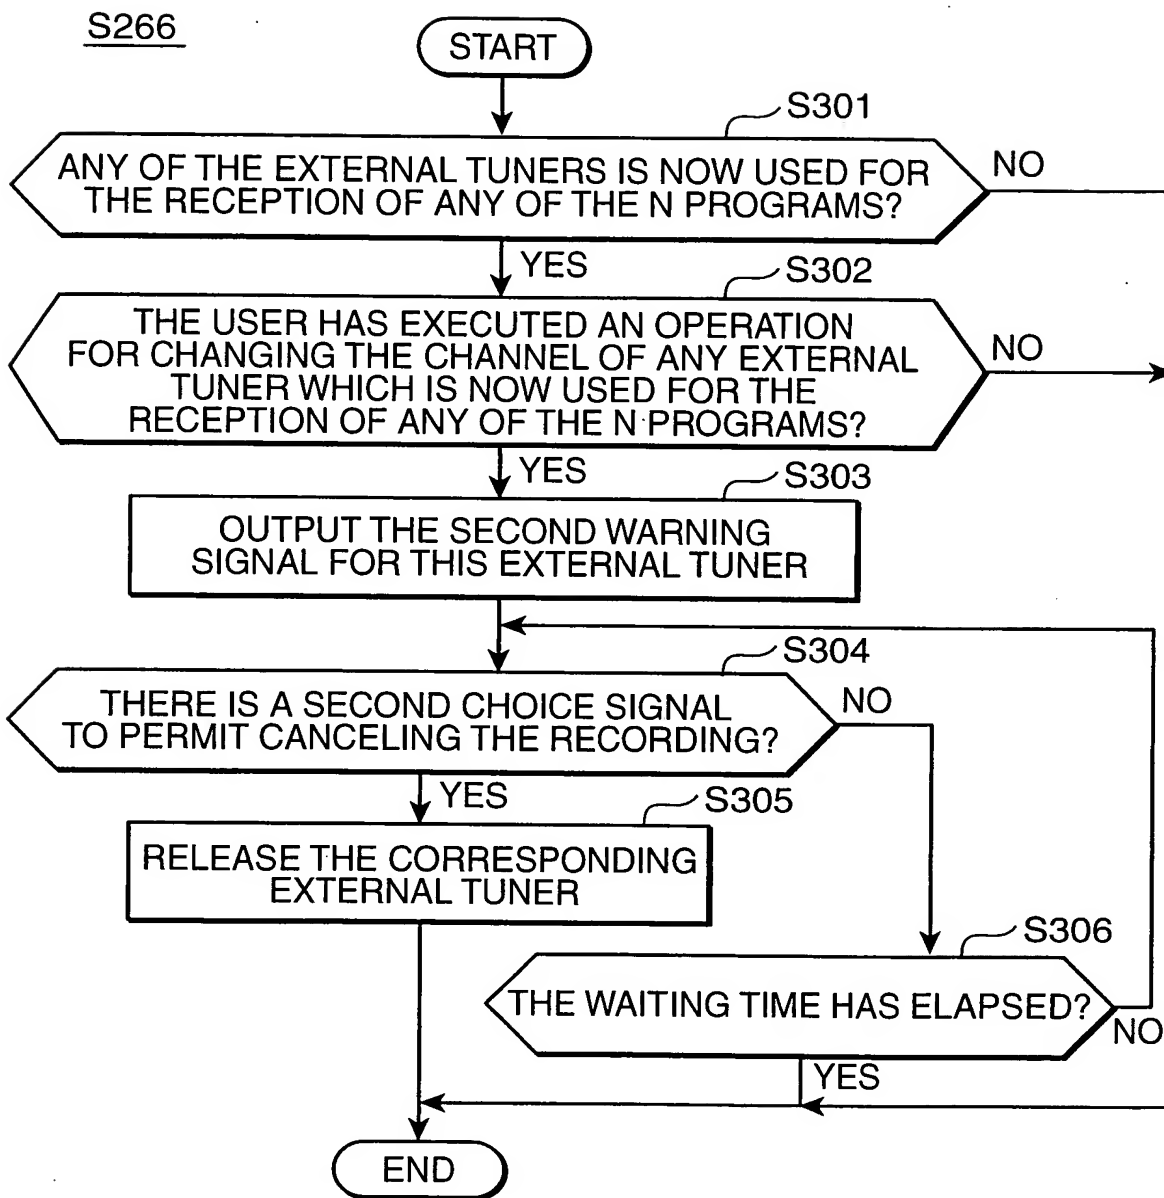 S266
START
S301
ANY OF THE EXTERNAL TUNERS IS NOW USED FOR
THE RECEPTION OF ANY OF THE N PROGRAMS?
NO
YES
S302
THE USER HAS EXECUTED AN OPERATION
FOR CHANGING THE CHANNEL OF ANY EXTERNAL
TUNER WHICH IS NOW USED FOR THE
RECEPTION OF ANY OF THE N PROGRAMS?
NO
YES
S303
OUTPUT THE SECOND WARNING
SIGNAL FOR THIS EXTERNAL TUNER
S304
THERE IS A SECOND CHOICE SIGNAL
TO PERMIT CANCELING THE RECORDING?
NO
YES
S305
RELEASE THE CORRESPONDING
EXTERNAL TUNER
S306
THE WAITING TIME HAS ELAPSED?
NO
YES
END